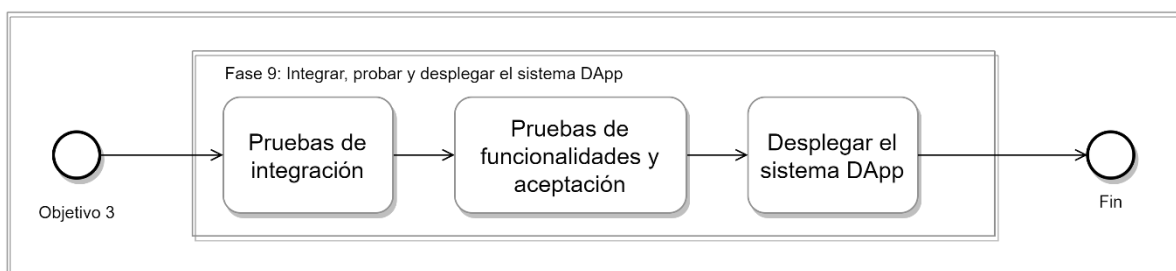 Fase 9: Integrar, probar y desplegar el sistema DApp
Pruebas de
integración
Pruebas de
funcionalidades y
aceptación
Desplegar el
sistema DApp
Objetivo 3
Fin